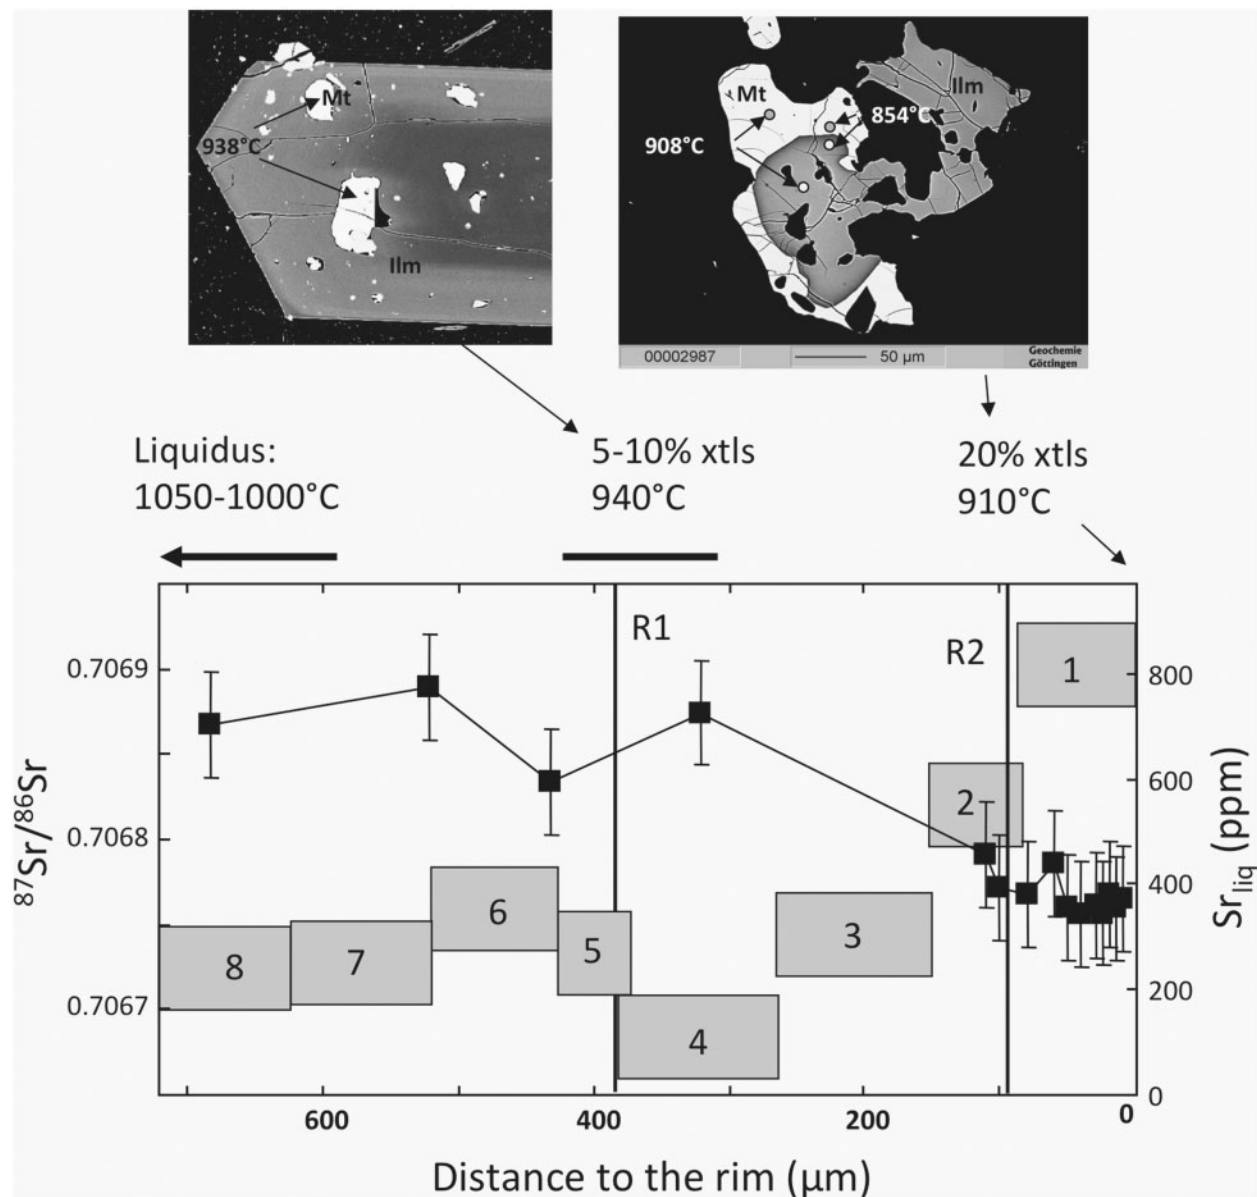 Mt
938°C
Ilm
Mt
Ilm
854°C
908°C
00002987
50 µm
Geochemie
Göttingen
Liquidus:
1050-1000°C
5-10% xtls
940°C
20% xtls
910°C
R1
R2
0.7069
0.7068
0.7067
87Sr/86Sr
800
600
400
200
0
Srliq (ppm)
1
2
3
4
5
6
7
8
600
400
200
0
Distance to the rim (µm)